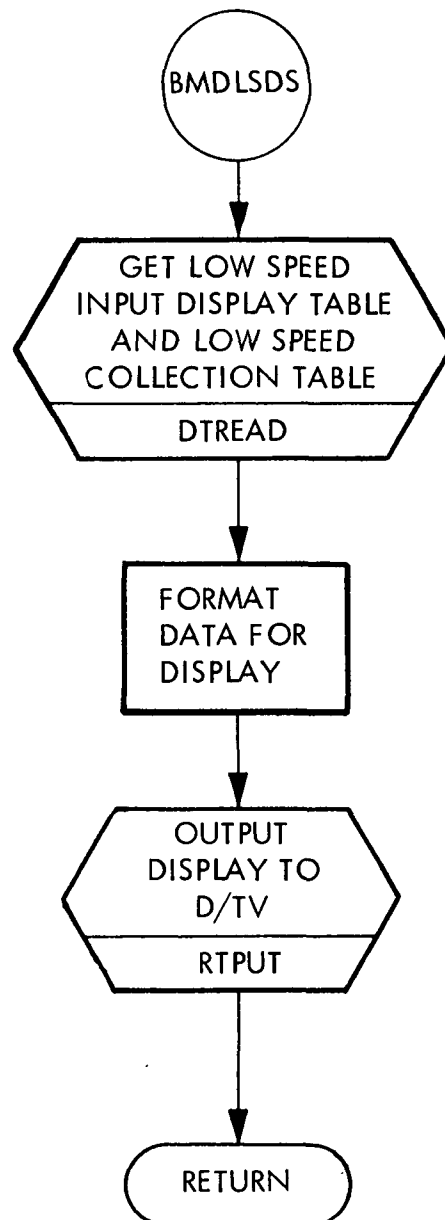 BMDLSDS
GET LOW SPEED
INPUT DISPLAY TABLE
AND LOW SPEED
COLLECTION TABLE
DTREAD
FORMAT
DATA FOR
DISPLAY
OUTPUT
DISPLAY TO
D/TV
RTPUT
RETURN